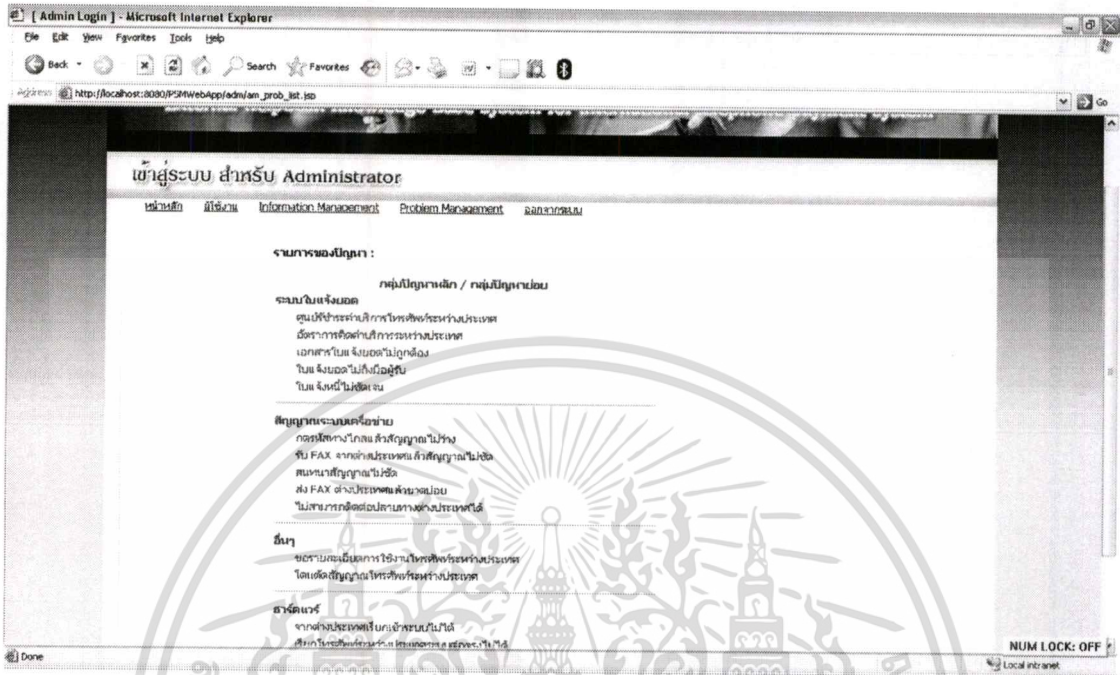 [ Admin Login ] - Microsoft Internet Explorer
File Edit View Favorites Tools Help
Back Search Favorites
Address http://localhost:8080/PSMWebApp/adm/am_prob_list.jsp Go
เข้าสู่ระบบ สำหรับ Administrator
หน้าหลัก ผู้ใช้งาน Information Management Problem Management ออกจากระบบ
รายการของปัญหา :
กลุ่มปัญหาหลัก / กลุ่มปัญหาย่อย
ระบบใบแจ้งยอด
ศูนย์รับชำระค่าบริการโทรศัพท์ระหว่างประเทศ
อัตราการคิดค่าบริการระหว่างประเทศ
เอกสารใบแจ้งยอดไม่ถูกต้อง
ใบแจ้งยอดไม่ถึงมือผู้รับ
ใบแจ้งหนี้ไม่ชัดเจน
สัญญาณระบบเครือข่าย
กดรหัสทางไกลแล้วสัญญาณไม่ว่าง
รับ FAX จากต่างประเทศแล้วสัญญาณไม่ชัด
สนทนาสัญญาณไม่ชัด
ส่ง FAX ต่างประเทศแล้วขาดบ่อย
ไม่สามารถติดต่อปลายทางต่างประเทศได้
อื่นๆ
ขอรายละเอียดการใช้งานโทรศัพท์ระหว่างประเทศ
โดนตัดสัญญาณโทรศัพท์ระหว่างประเทศ
ฮาร์ดแวร์
จากต่างประเทศเรียกเข้าระบบไม่ได้
NUM LOCK: OFF
Done Local intranet